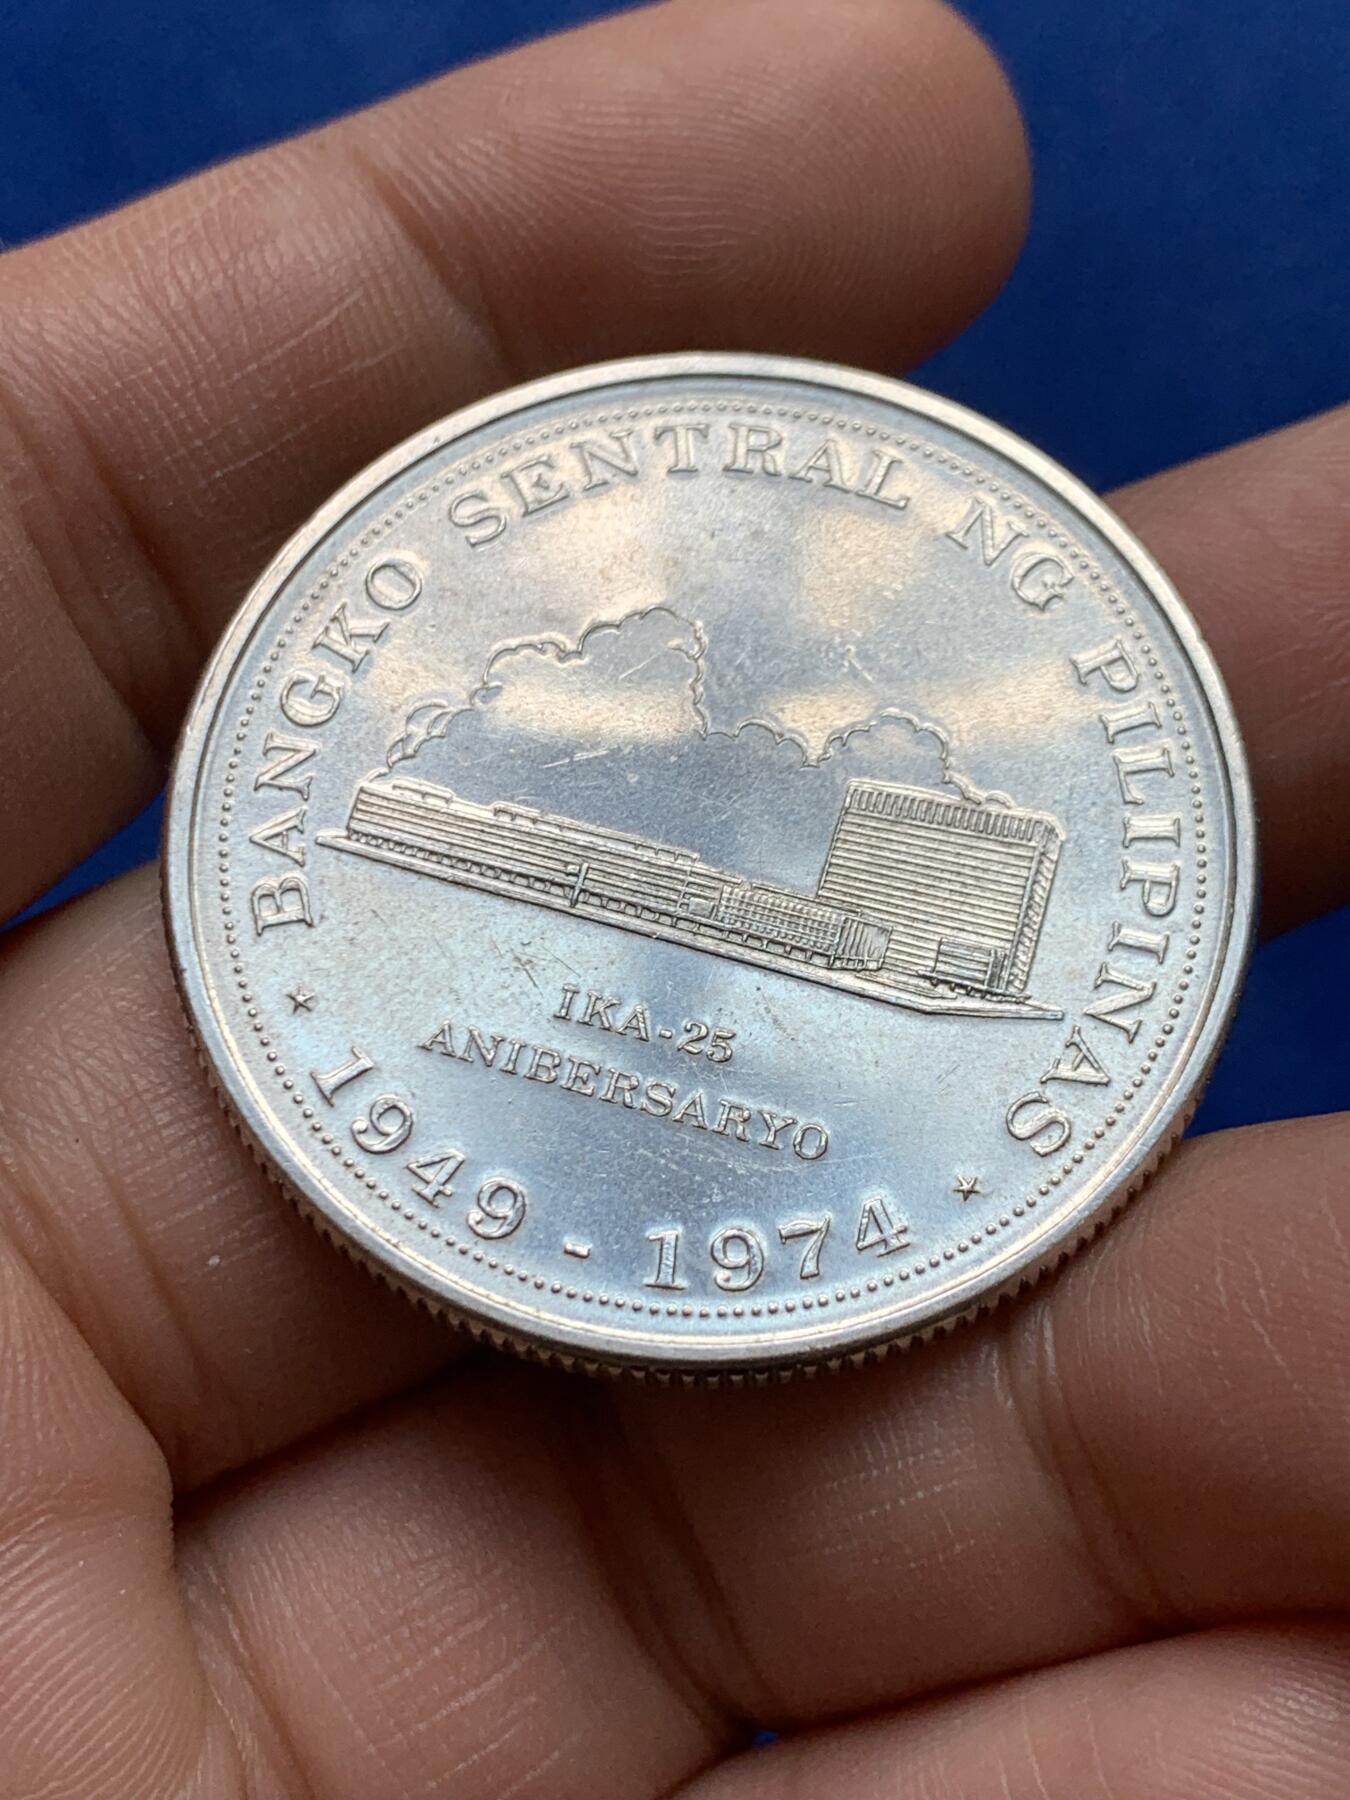 BANGKO SENTRAL NG PILIPINAS
IKA-25
ANIBERSARYO
1949 - 1974